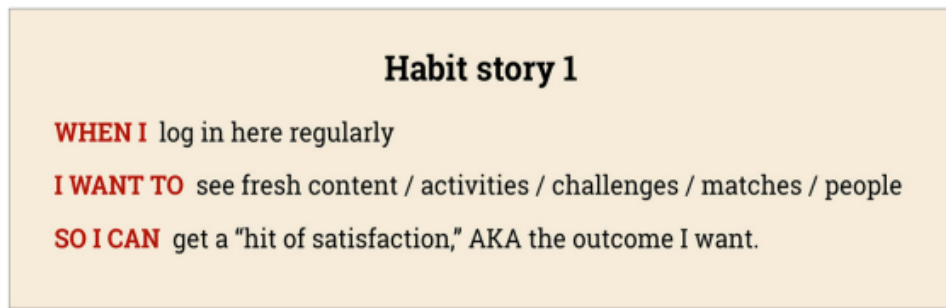 Habit story 1
WHEN I log in here regularly
I WANT TO see fresh content / activities / challenges / matches / people
SO I CAN get a “hit of satisfaction,” AKA the outcome I want.